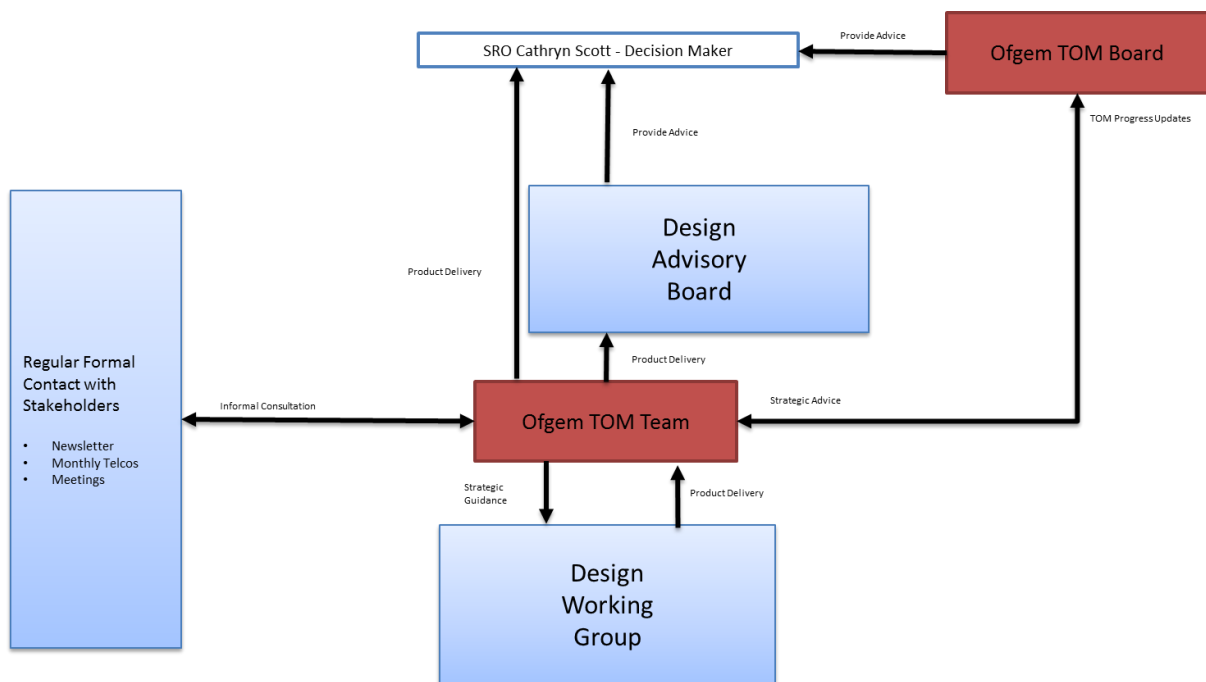 Provide Advice
SRO Cathryn Scott - Decision Maker
Ofgem TOM Board
TOM Progress Updates
Provide Advice
Design
Advisory
Board
Product Delivery
Regular Formal
Contact with
Stakeholders
• Newsletter
• Monthly Telcos
• Meetings
Product Delivery
Informal Consultation
Ofgem TOM Team
Strategic Advice
Strategic
Guidance
Product Delivery
Design
Working
Group